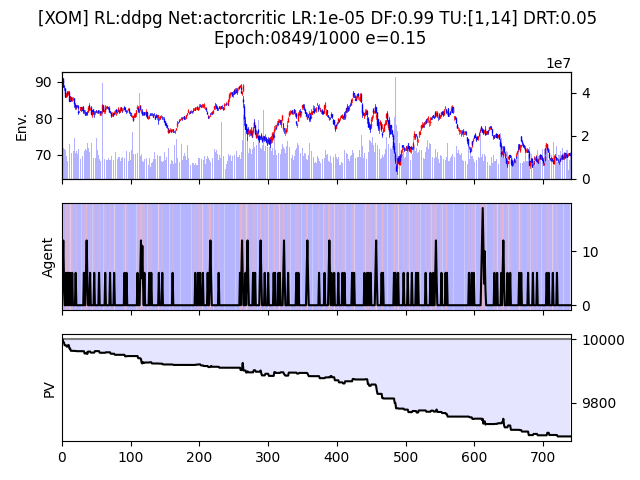 [XOM] RL:ddpg Net:actorcritic LR:1e-05 DF:0.99 TU:[1,14] DRT:0.05
Epoch:0849/1000 e=0.15
1e7
Env.
90
80
70
4
2
0
Agent
10
0
PV
10000
9800
0 100 200 300 400 500 600 700